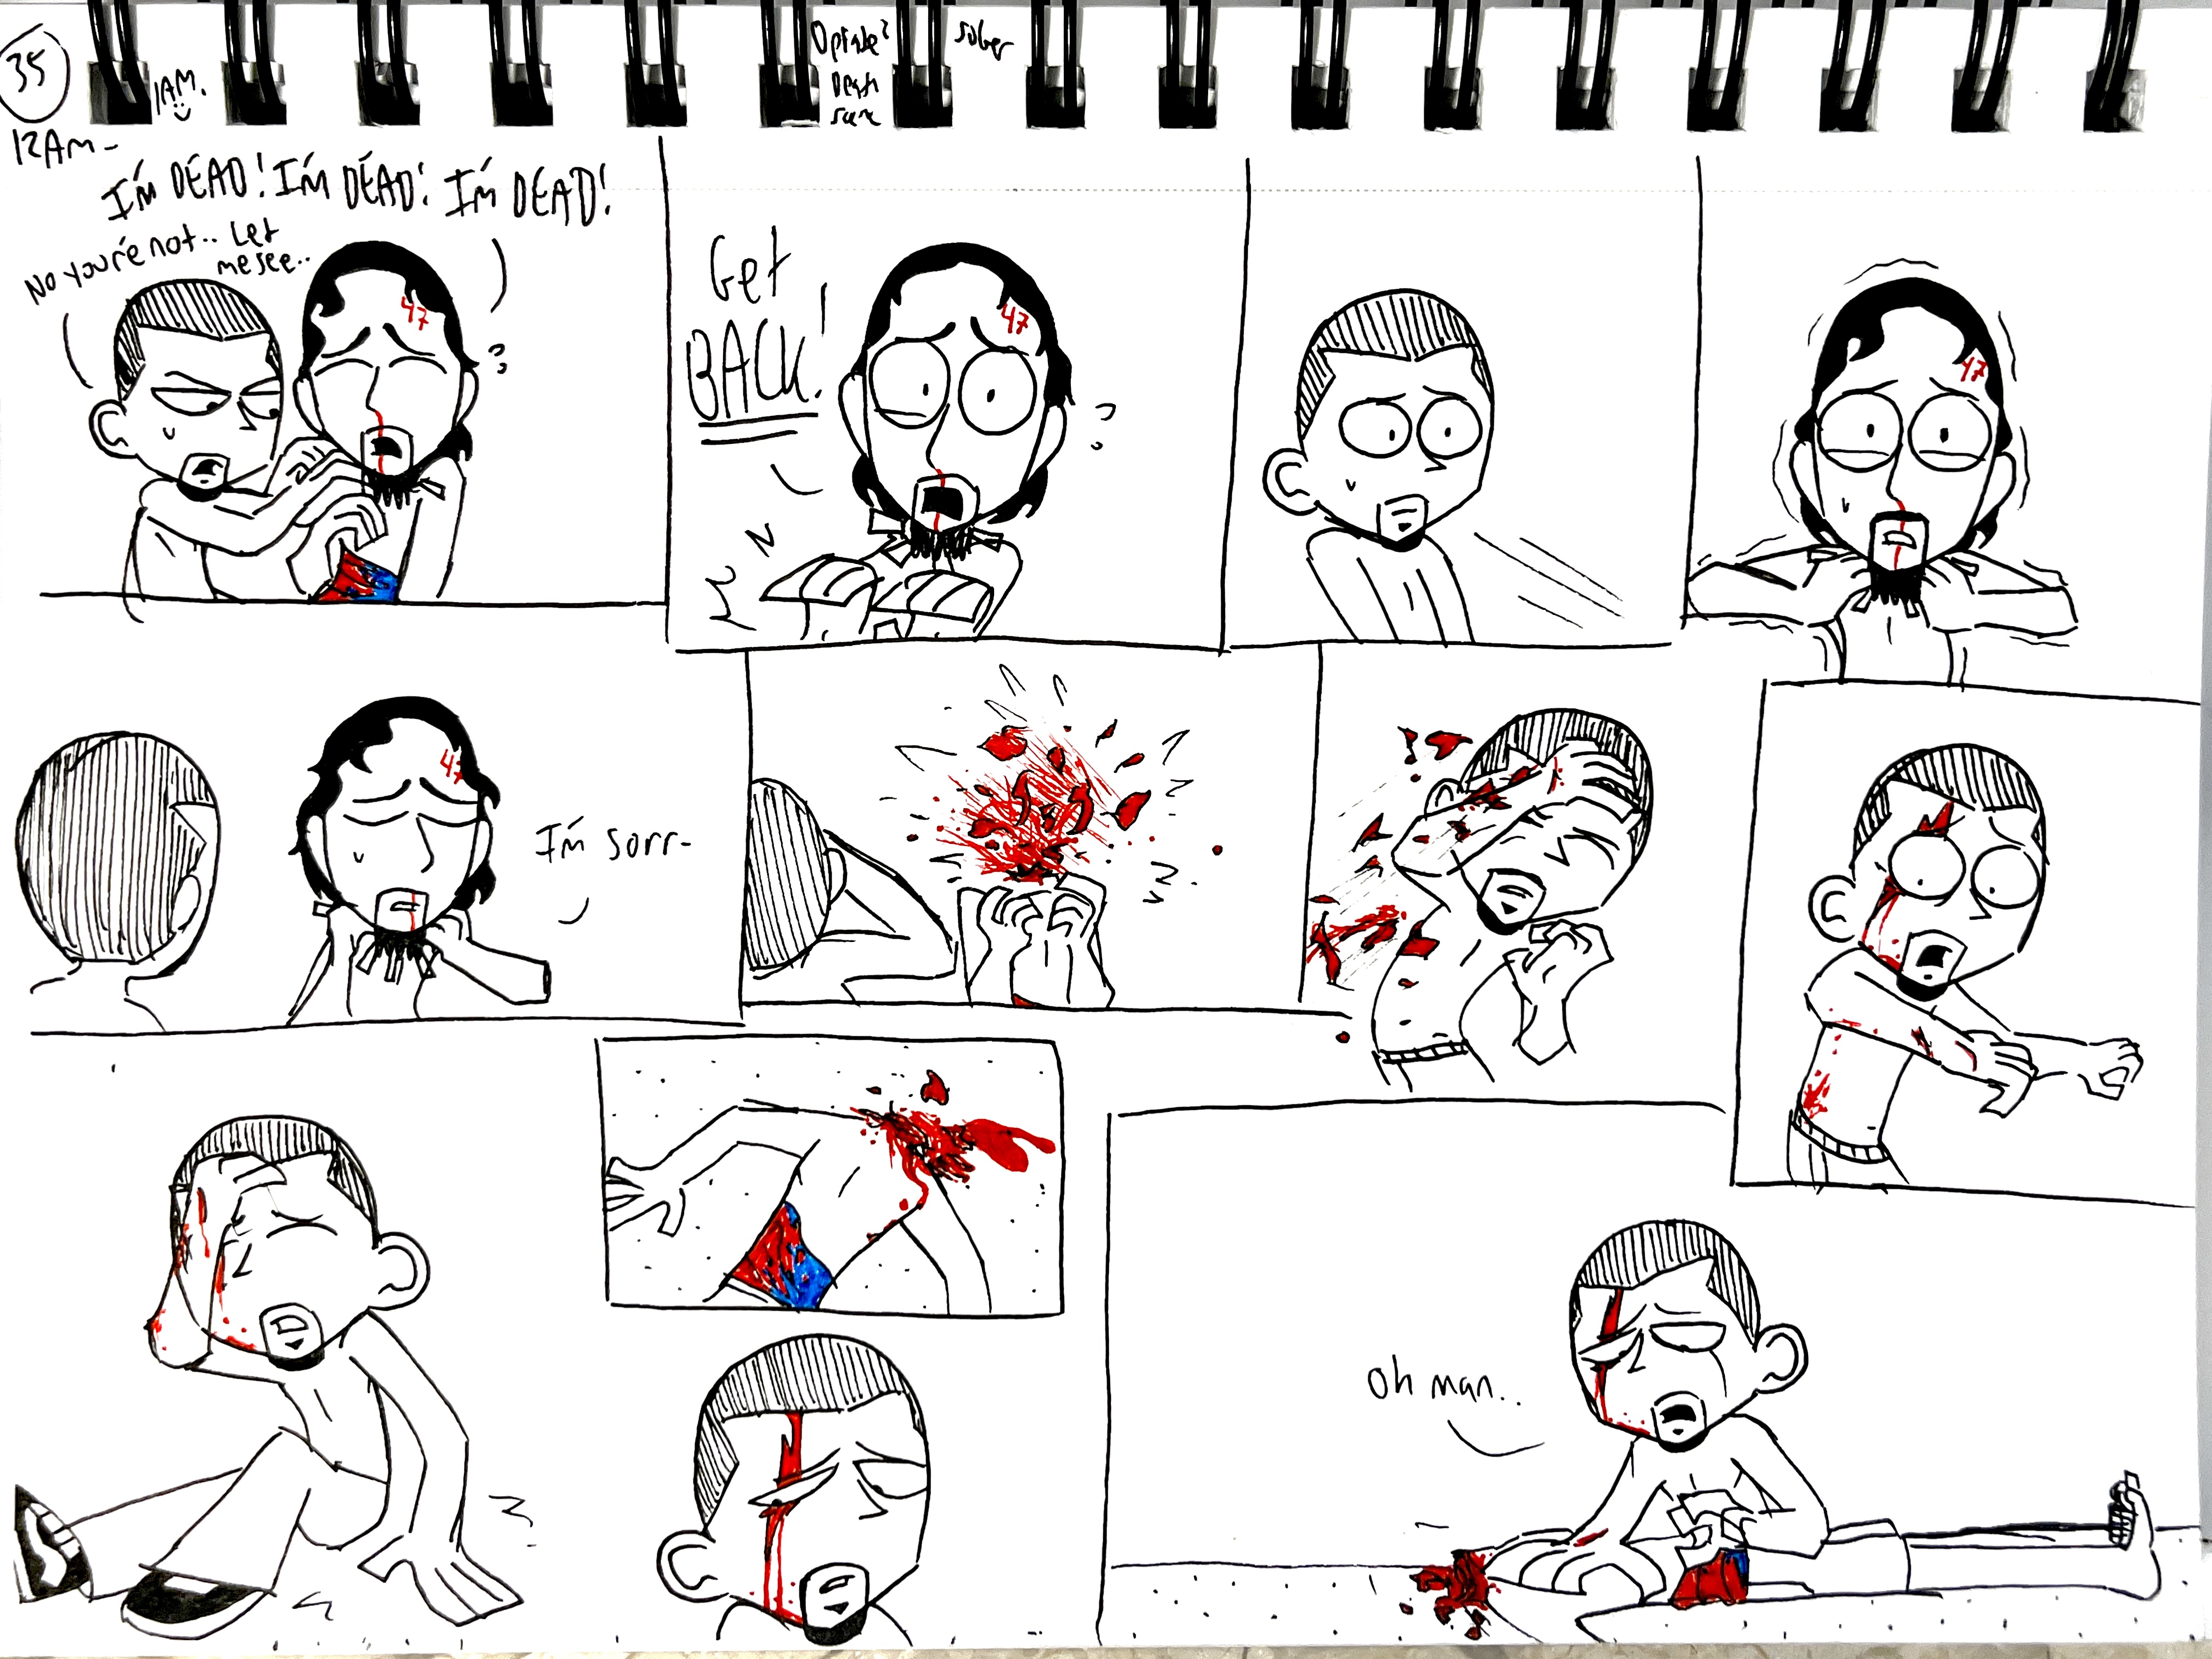 35
1AM.
12AM-
Death
sober
I'M DEAD! I'M DEAD! I'M DEAD!
No you're not.. Let
me see..
47
Get
BACK!
47
47
47
I'm sorr-
Oh man..